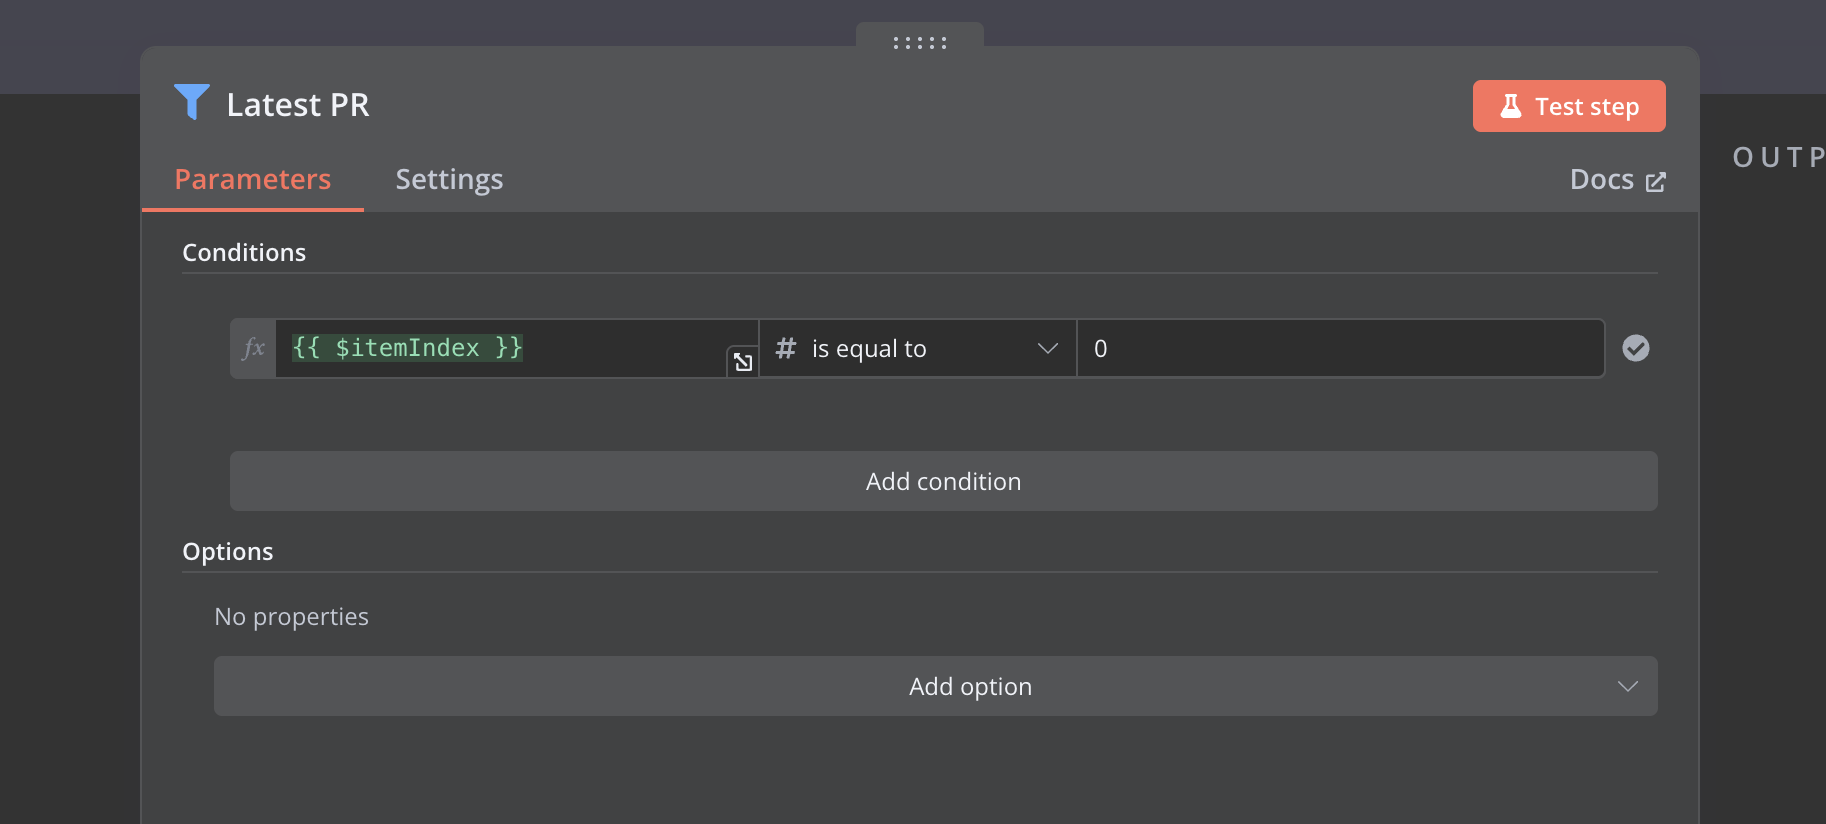 Latest PR
Test step
OUTP
Parameters
Settings
Docs
Conditions
fx {{ $itemIndex }} # is equal to 0
Add condition
Options
No properties
Add option